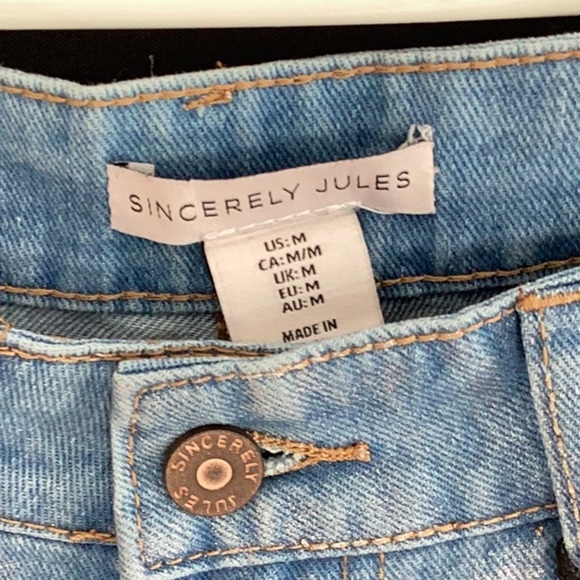 SINCERELY JULES
US: M
CA: M/M
UK: M
EU: M
AU: M
MADE IN
SINCERELY
JULES